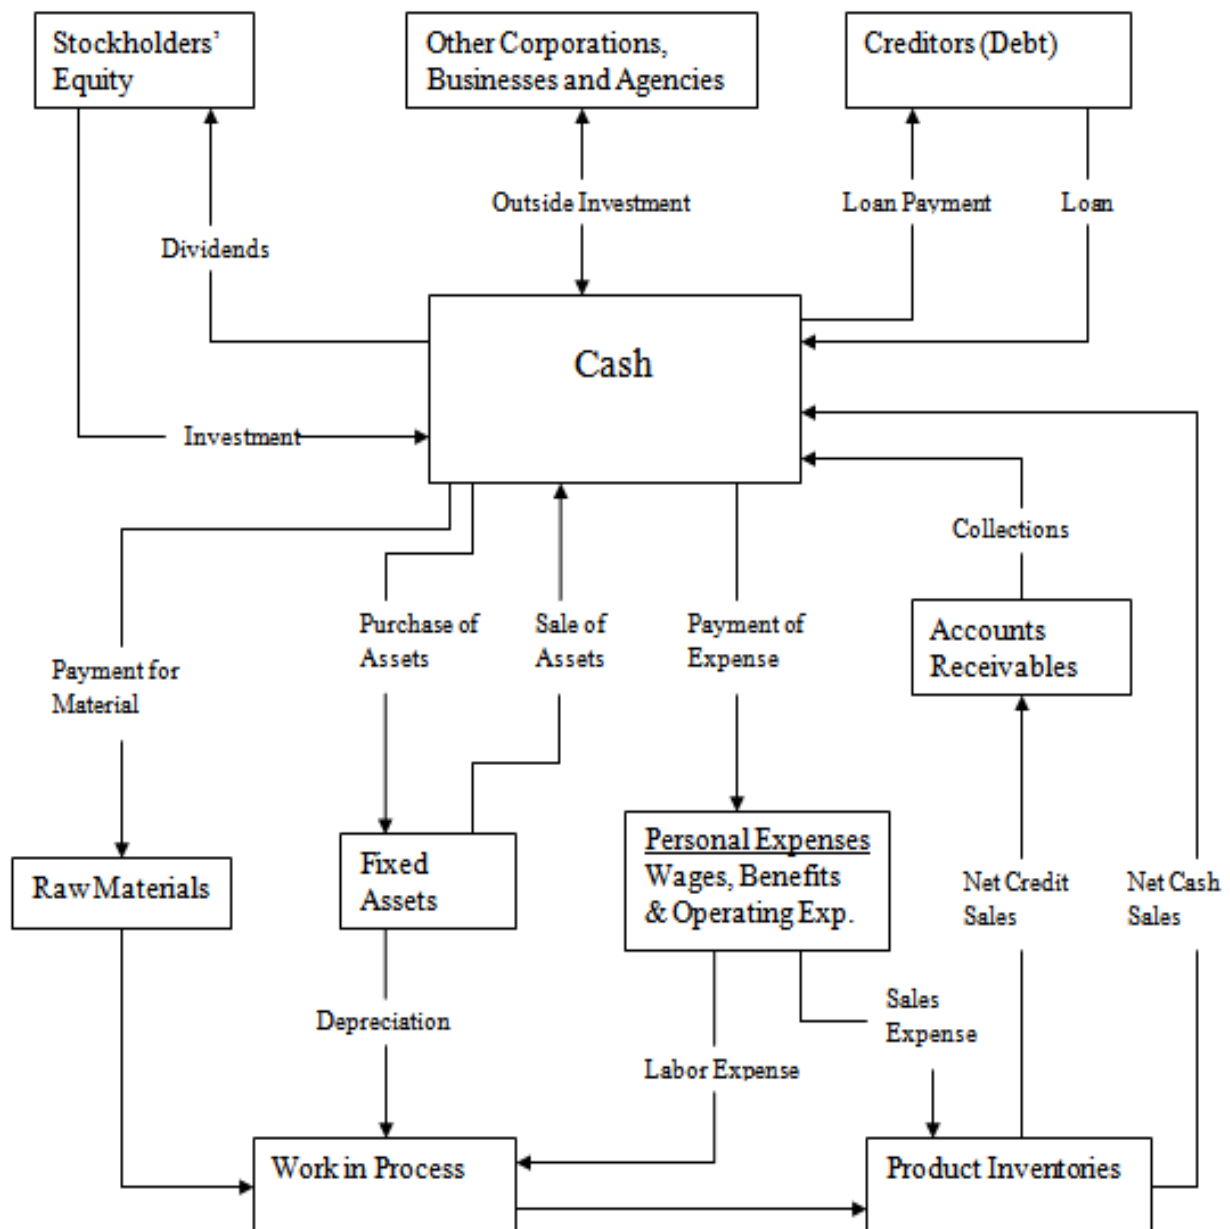 Stockholders’
Equity
Other Corporations,
Businesses and Agencies
Creditors (Debt)
Outside Investment
Loan Payment
Loan
Dividends
Cash
Investment
Collections
Purchase of
Assets
Sale of
Assets
Payment of
Expense
Accounts
Receivables
Payment for
Material
Personal Expenses
Wages, Benefits
& Operating Exp.
Fixed
Assets
Raw Materials
Net Credit
Sales
Net Cash
Sales
Depreciation
Sales
Expense
Labor Expense
Work in Process
Product Inventories